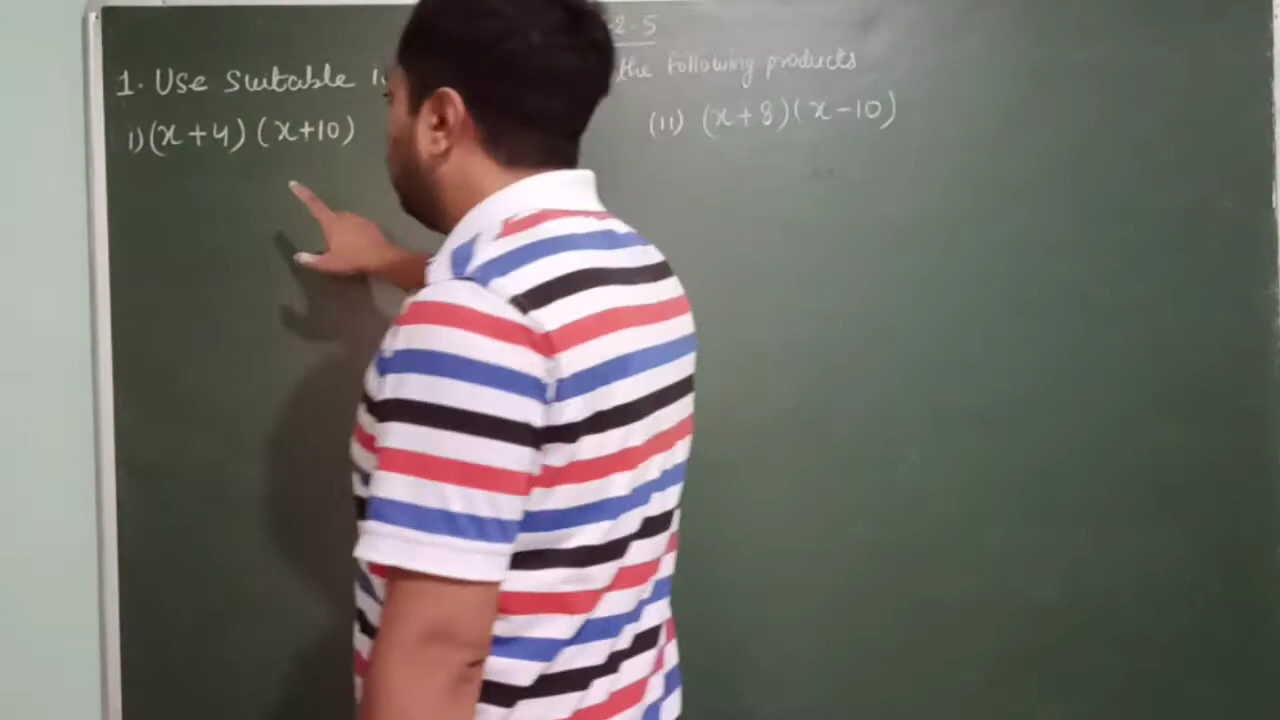 2.5
1. Use suitable the following products
i) (x+4) (x+10)
(ii) (x+8)(x-10)